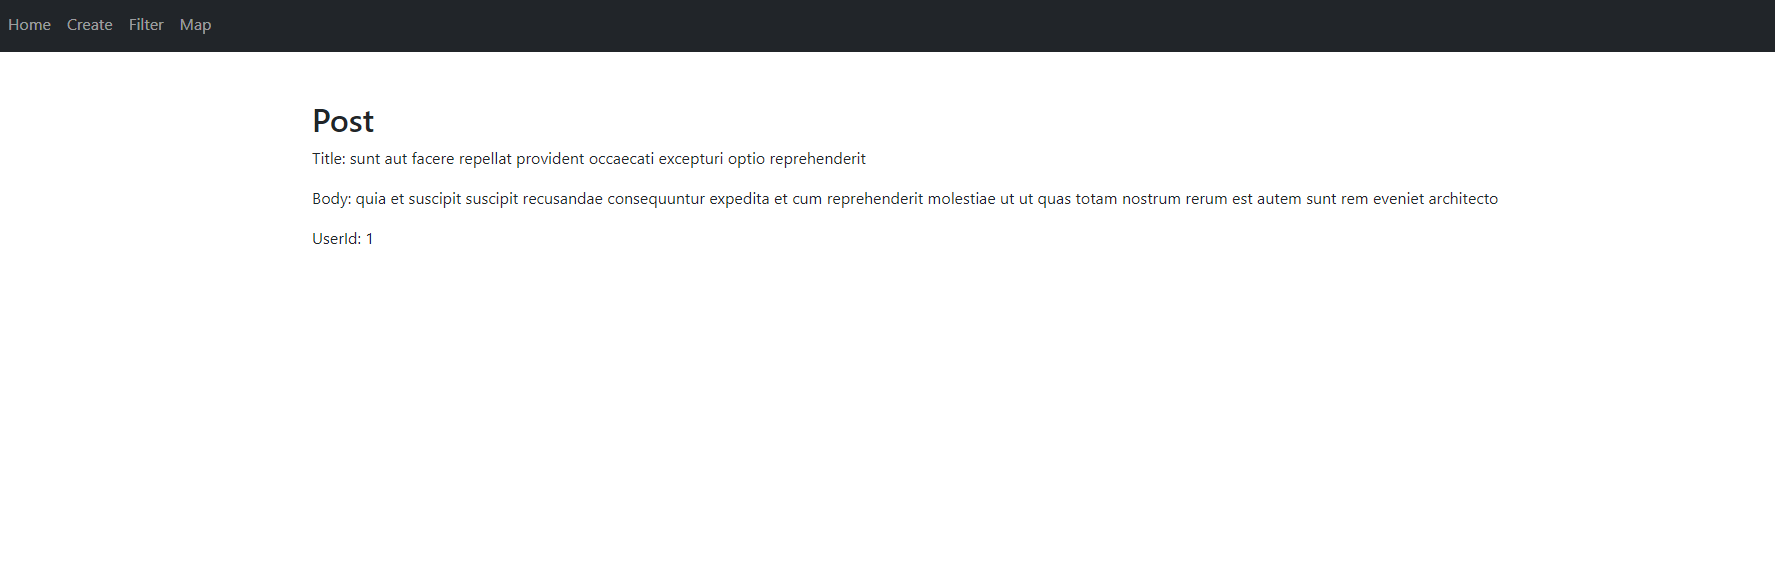 Home Create Filter Map
Post
Title: sunt aut facere repellat provident occaecati excepturi optio reprehenderit
Body: quia et suscipit suscipit recusandae consequuntur expedita et cum reprehenderit molestiae ut ut quas totam nostrum rerum est autem sunt rem eveniet architecto
UserId: 1